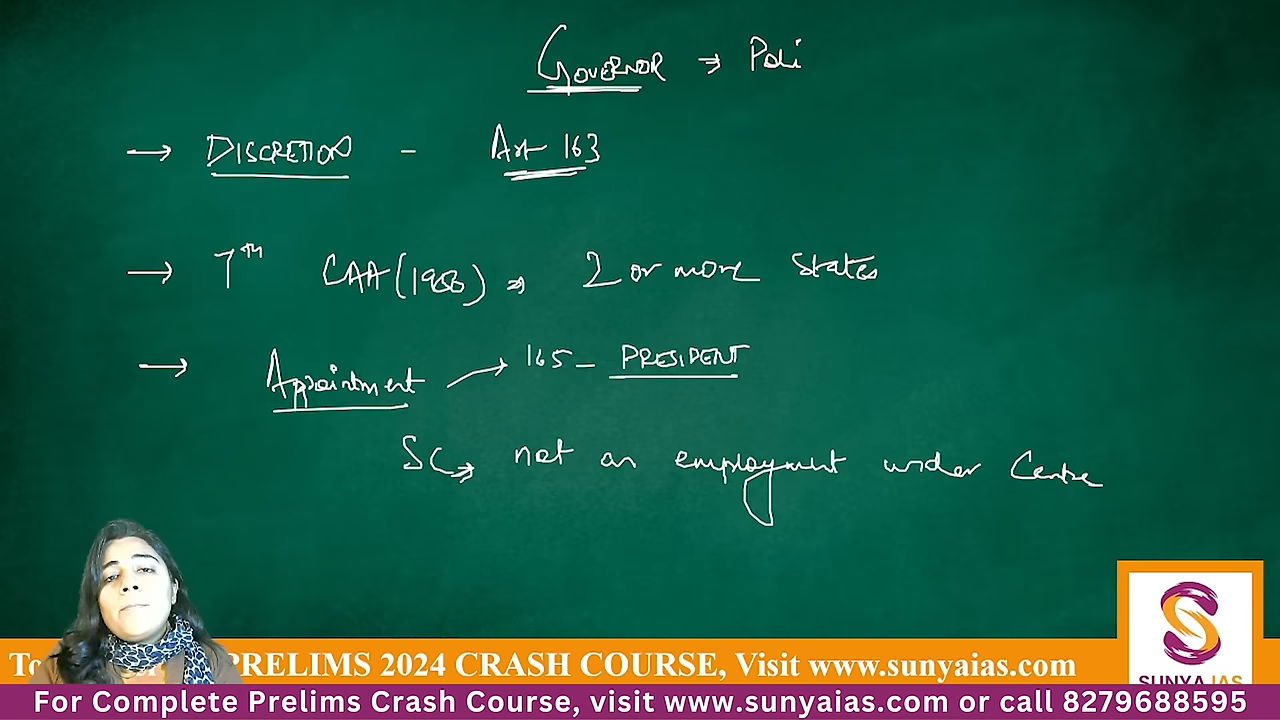 GOVERNOR ⇒ Poli
→ DISCRETION - Art 163
→ 7th CAA (1956) ⇒ 2 or more States
→ Appointment → 165 - PRESIDENT
SC ⇒ not an employment under Centre
To PRELIMS 2024 CRASH COURSE, Visit www.sunyaias.com
SUNYA IAS
For Complete Prelims Crash Course, visit www.sunyaias.com or call 8279688595